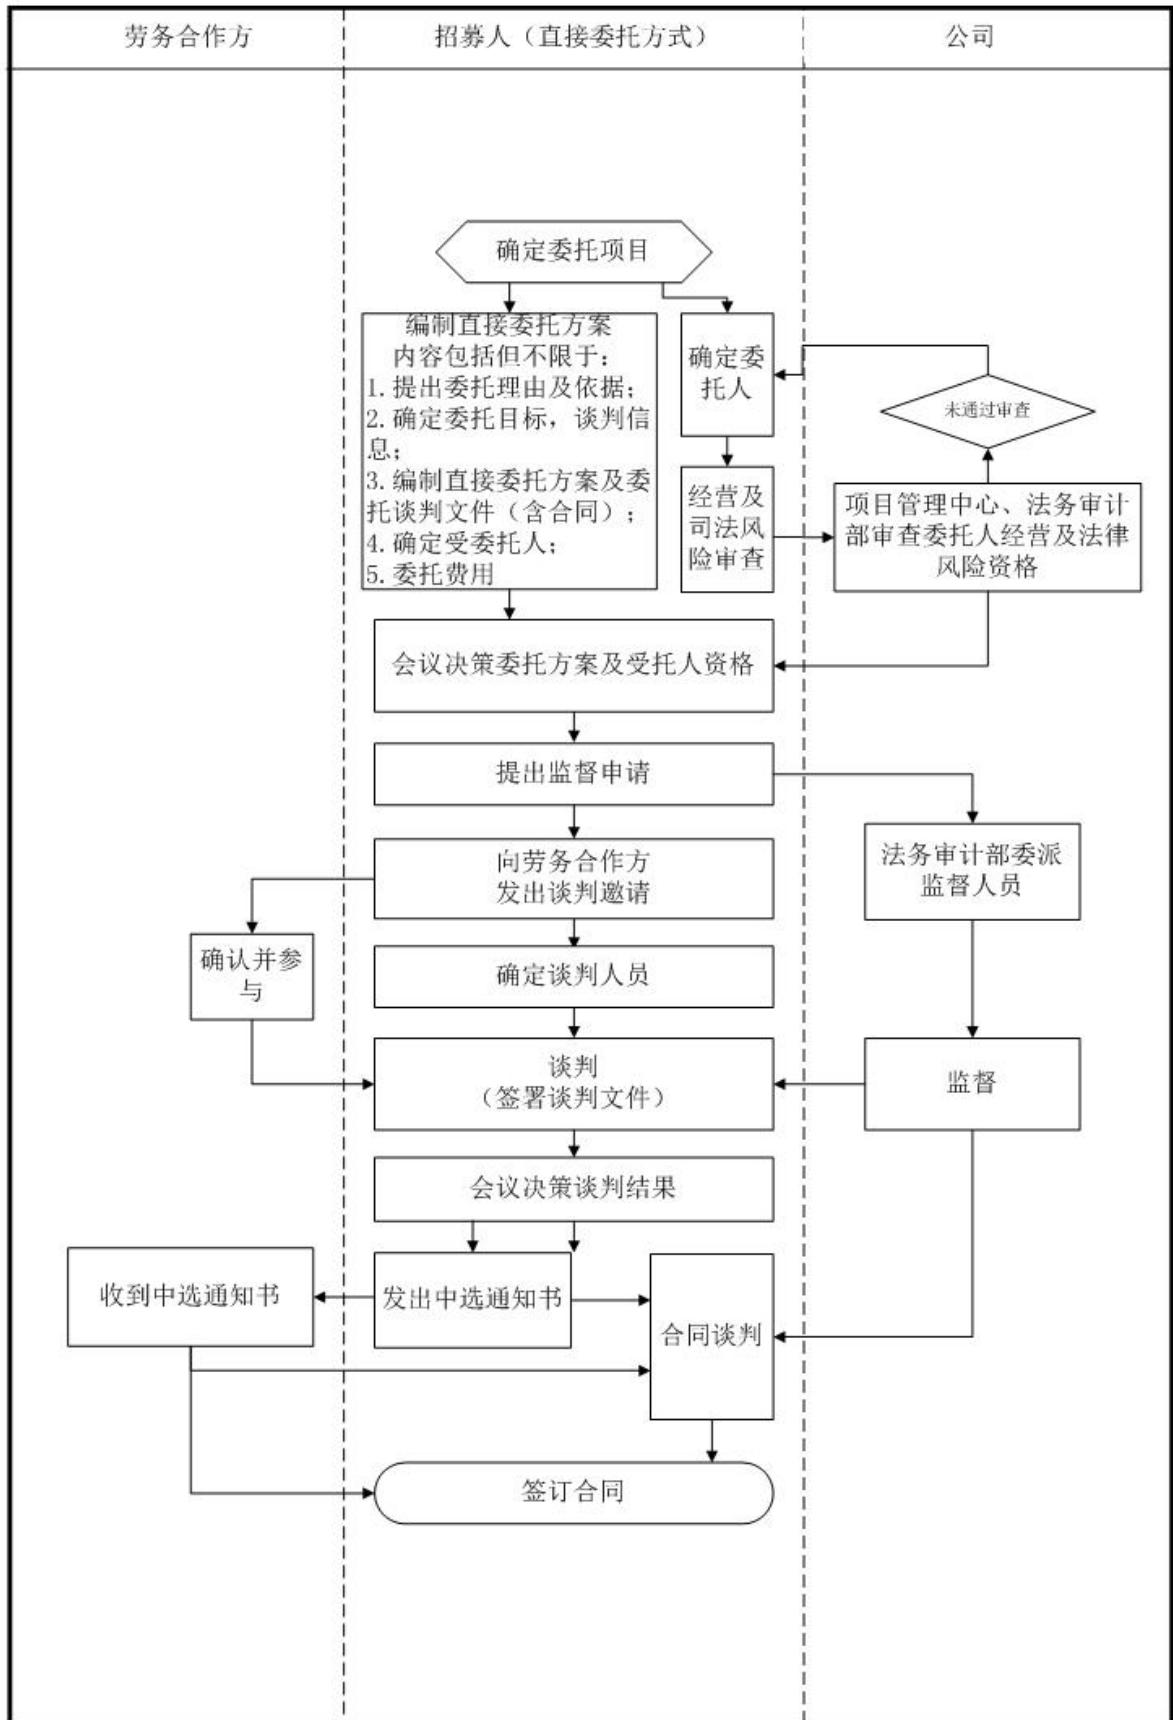 劳务合作方
招募人（直接委托方式）
公司
确定委托项目
编制直接委托方案
内容包括但不限于：
1.提出委托理由及依据；
2.确定委托目标，谈判信
息；
3.编制直接委托方案及委
托谈判文件（含合同）；
4.确定受委托人；
5.委托费用
确定委
托人
未通过审查
经营及
司法风
险审查
项目管理中心、法务审计
部审查委托人经营及法律
风险资格
会议决策委托方案及受托人资格
提出监督申请
向劳务合作方
发出谈判邀请
法务审计部委派
监督人员
确认并参
与
确定谈判人员
谈判
（签署谈判文件）
监督
会议决策谈判结果
收到中选通知书
发出中选通知书
合同谈判
签订合同